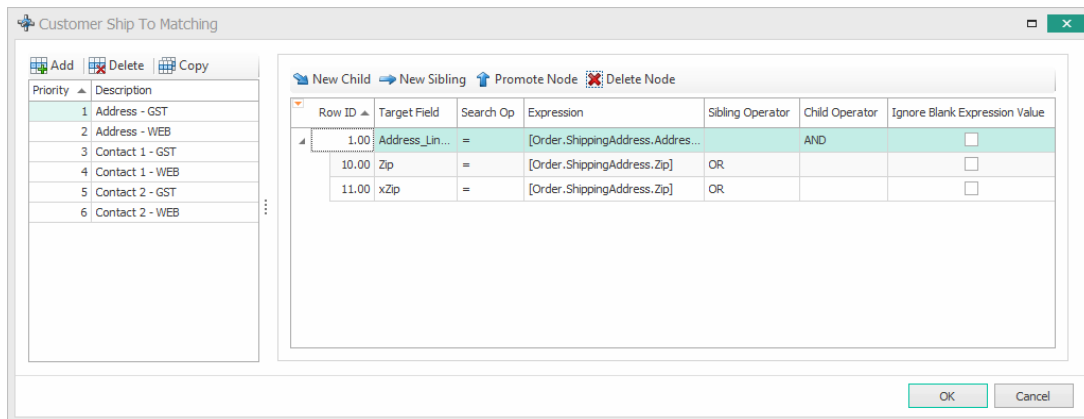 Customer Ship To Matching
Add Delete Copy
Priority Description
1 Address - GST
2 Address - WEB
3 Contact 1 - GST
4 Contact 1 - WEB
5 Contact 2 - GST
6 Contact 2 - WEB
New Child New Sibling Promote Node Delete Node
Row ID Target Field Search Op Expression Sibling Operator Child Operator Ignore Blank Expression Value
1.00 Address_Lin... = [Order.ShippingAddress.Addres... AND
10.00 Zip = [Order.ShippingAddress.Zip] OR
11.00 xZip = [Order.ShippingAddress.Zip] OR
OK Cancel